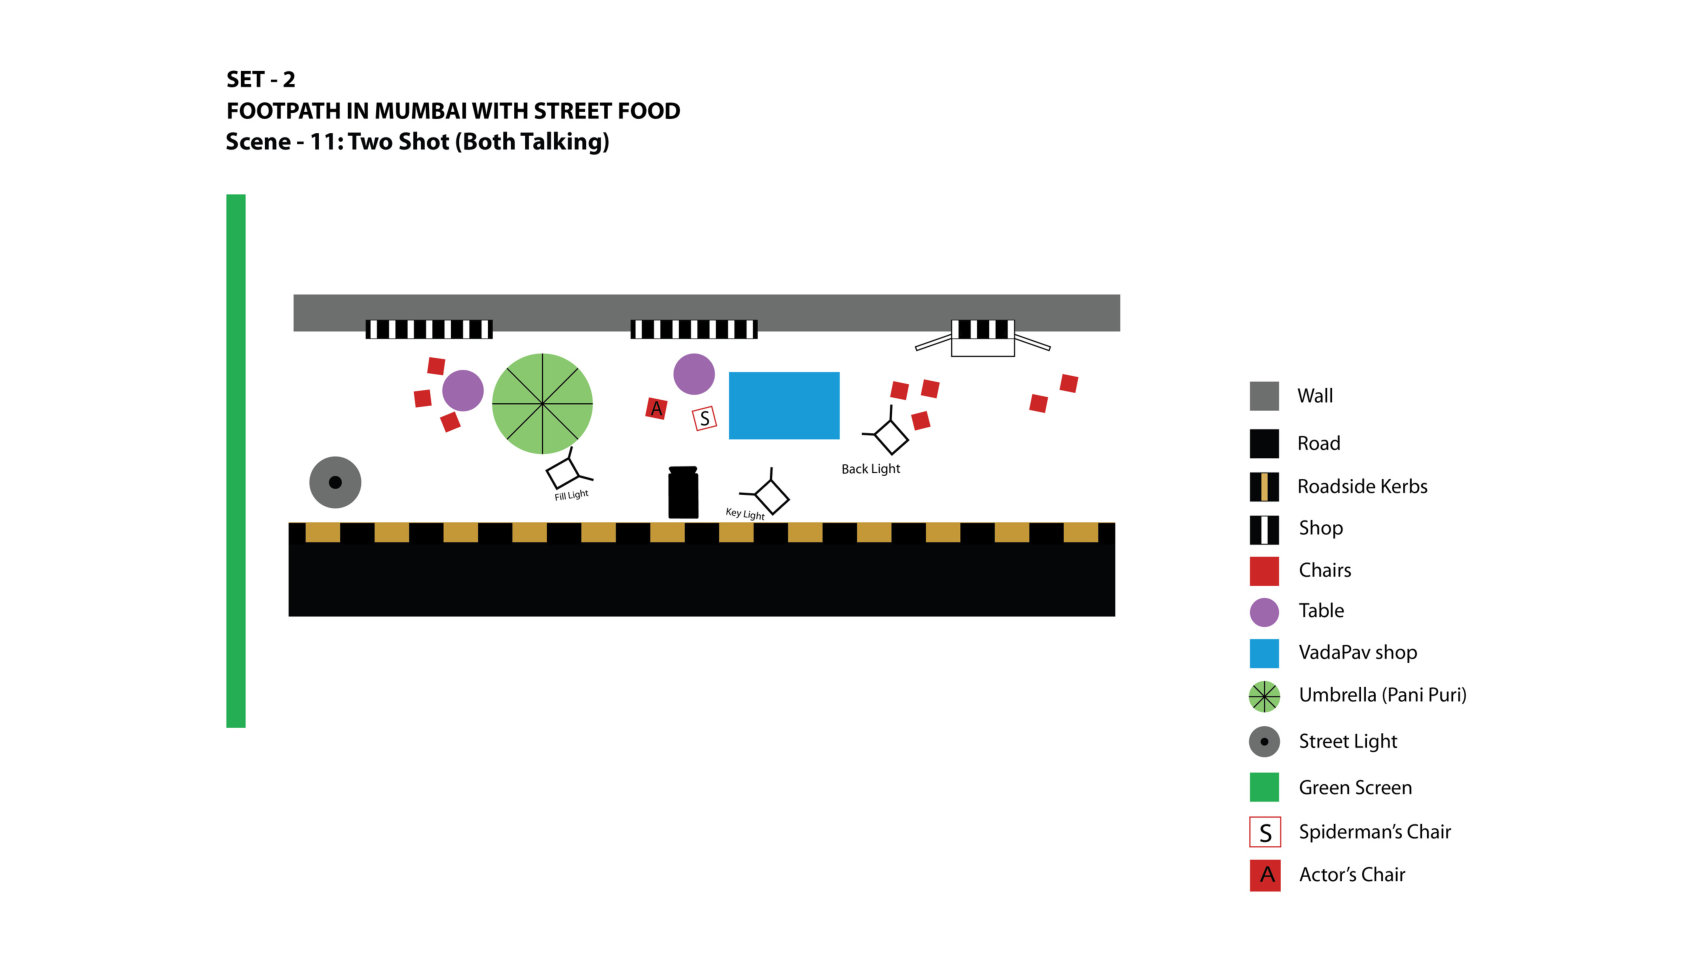 SET - 2
FOOTPATH IN MUMBAI WITH STREET FOOD
Scene - 11: Two Shot (Both Talking)
A
S
Back Light
Fill Light
Key Light
Wall
Road
Roadside Kerbs
Shop
Chairs
Table
VadaPav shop
Umbrella (Pani Puri)
Street Light
Green Screen
S Spiderman's Chair
A Actor's Chair